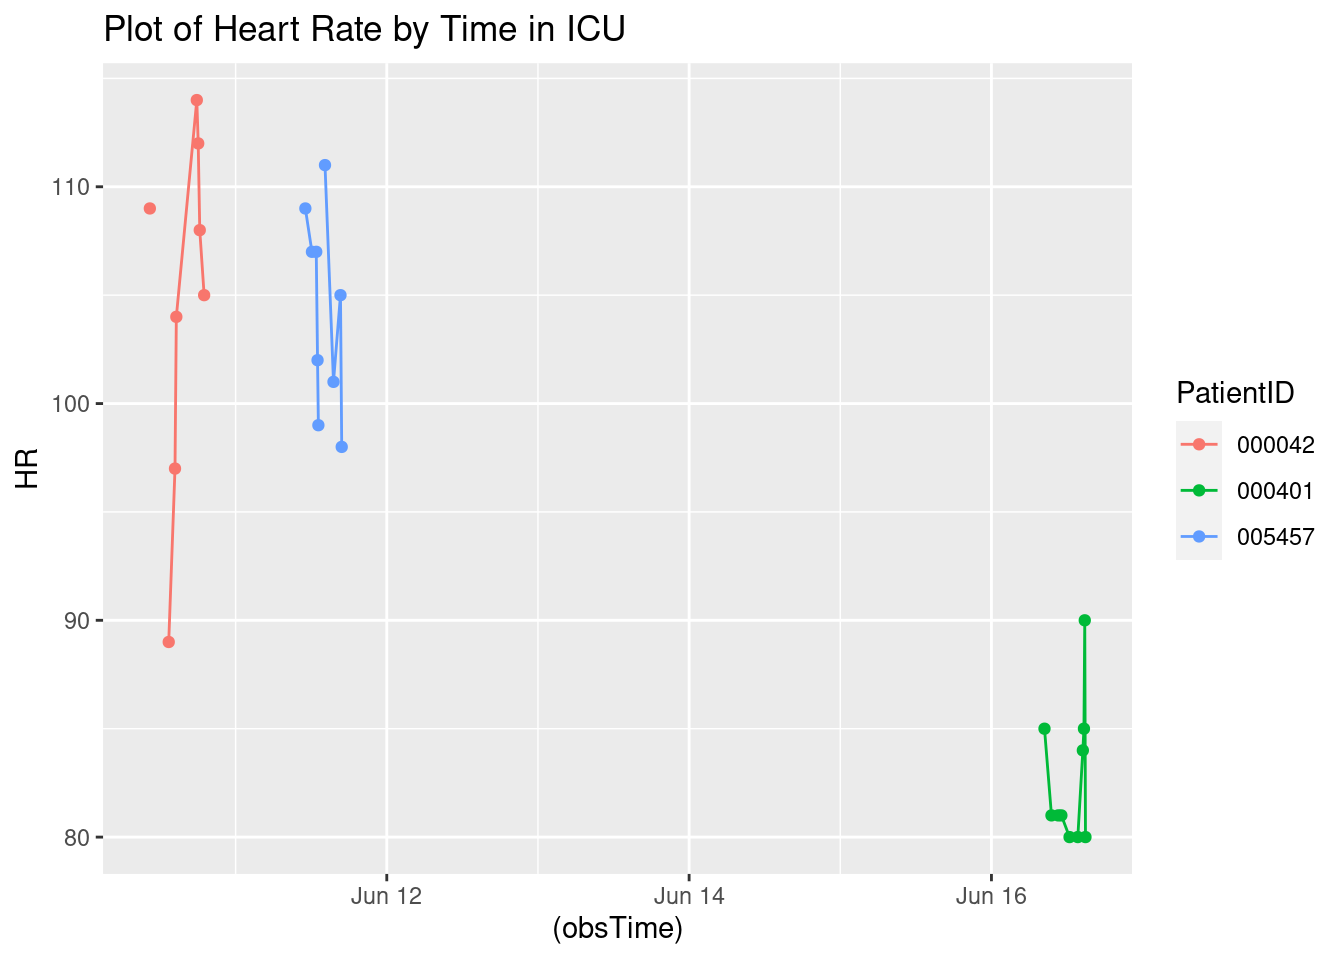 Plot of Heart Rate by Time in ICU
110
100
90
80
HR
Jun 12
Jun 14
Jun 16
(obsTime)
PatientID
000042
000401
005457